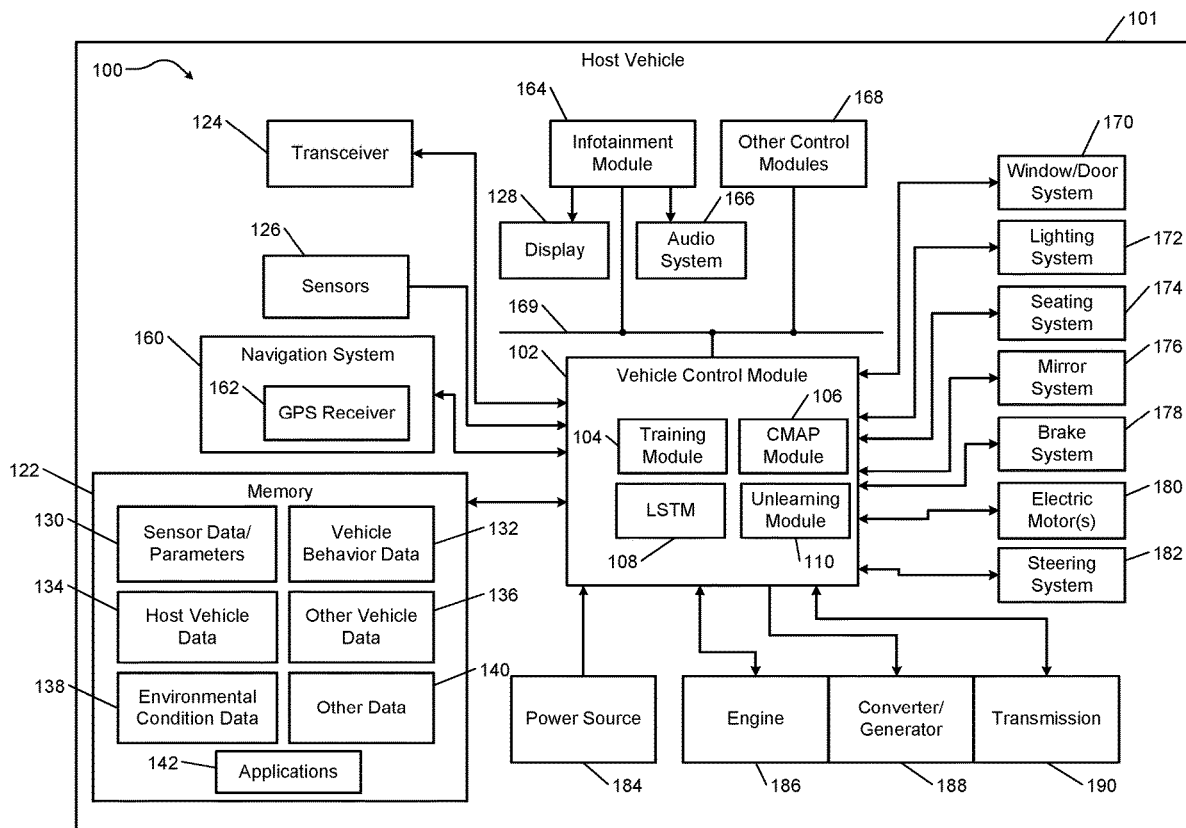 101
Host Vehicle
100
164
168
124
Transceiver
Infotainment
Module
Other Control
Modules
170
Window/Door
System
128
166
Display
Audio
System
126
Sensors
Lighting
System
172
174
Seating
System
169
160
Navigation System
162
GPS Receiver
102
Vehicle Control Module
176
Mirror
System
106
104
Training
Module
CMAP
Module
178
Brake
System
122
Memory
LSTM
Unlearning
Module
Electric
Motor(s)
180
130
Sensor Data/
Parameters
Vehicle
Behavior Data
132
108
110
Steering
System
182
134
Host Vehicle
Data
Other Vehicle
Data
136
138
Environmental
Condition Data
Other Data
140
142
Applications
Power Source
Engine
Converter/
Generator
Transmission
184
186
188
190